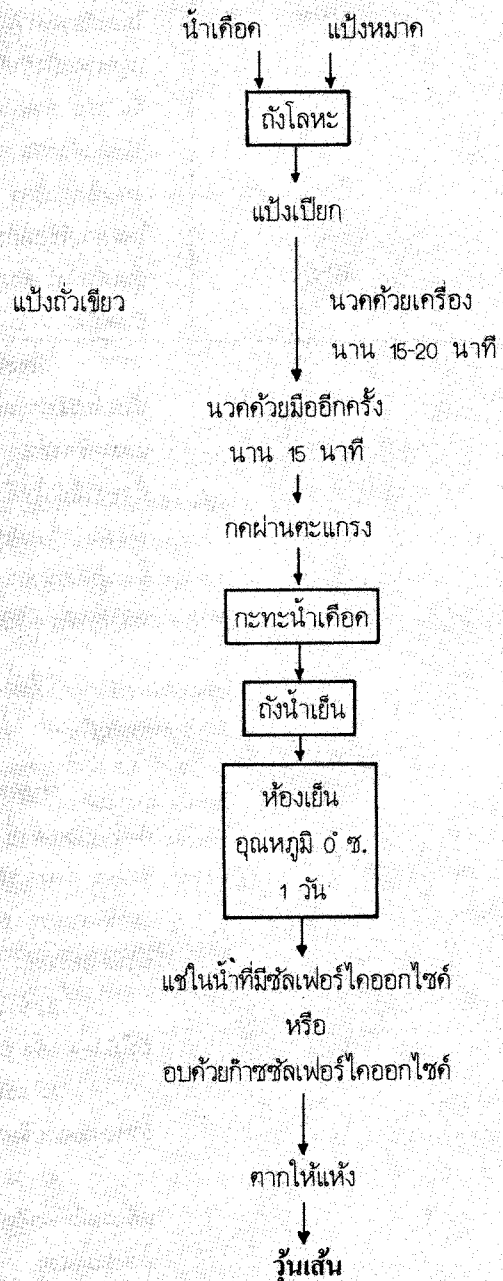 น้ำเดือด แป้งหมาด
ถังโลหะ
แป้งเปียก
แป้งถั่วเขียว นวดด้วยเครื่อง
นาน 15-20 นาที
นวดด้วยมืออีกครั้ง
นาน 15 นาที
กดผ่านตะแกรง
กะทะน้ำเดือด
ถังน้ำเย็น
ห้องเย็น
อุณหภูมิ 0° ซ.
1 วัน
แช่ในน้ำที่มีซัลเฟอร์ไดออกไซด์
หรือ
อบด้วยก๊าซซัลเฟอร์ไดออกไซด์
ตากให้แห้ง
วุ้นเส้น